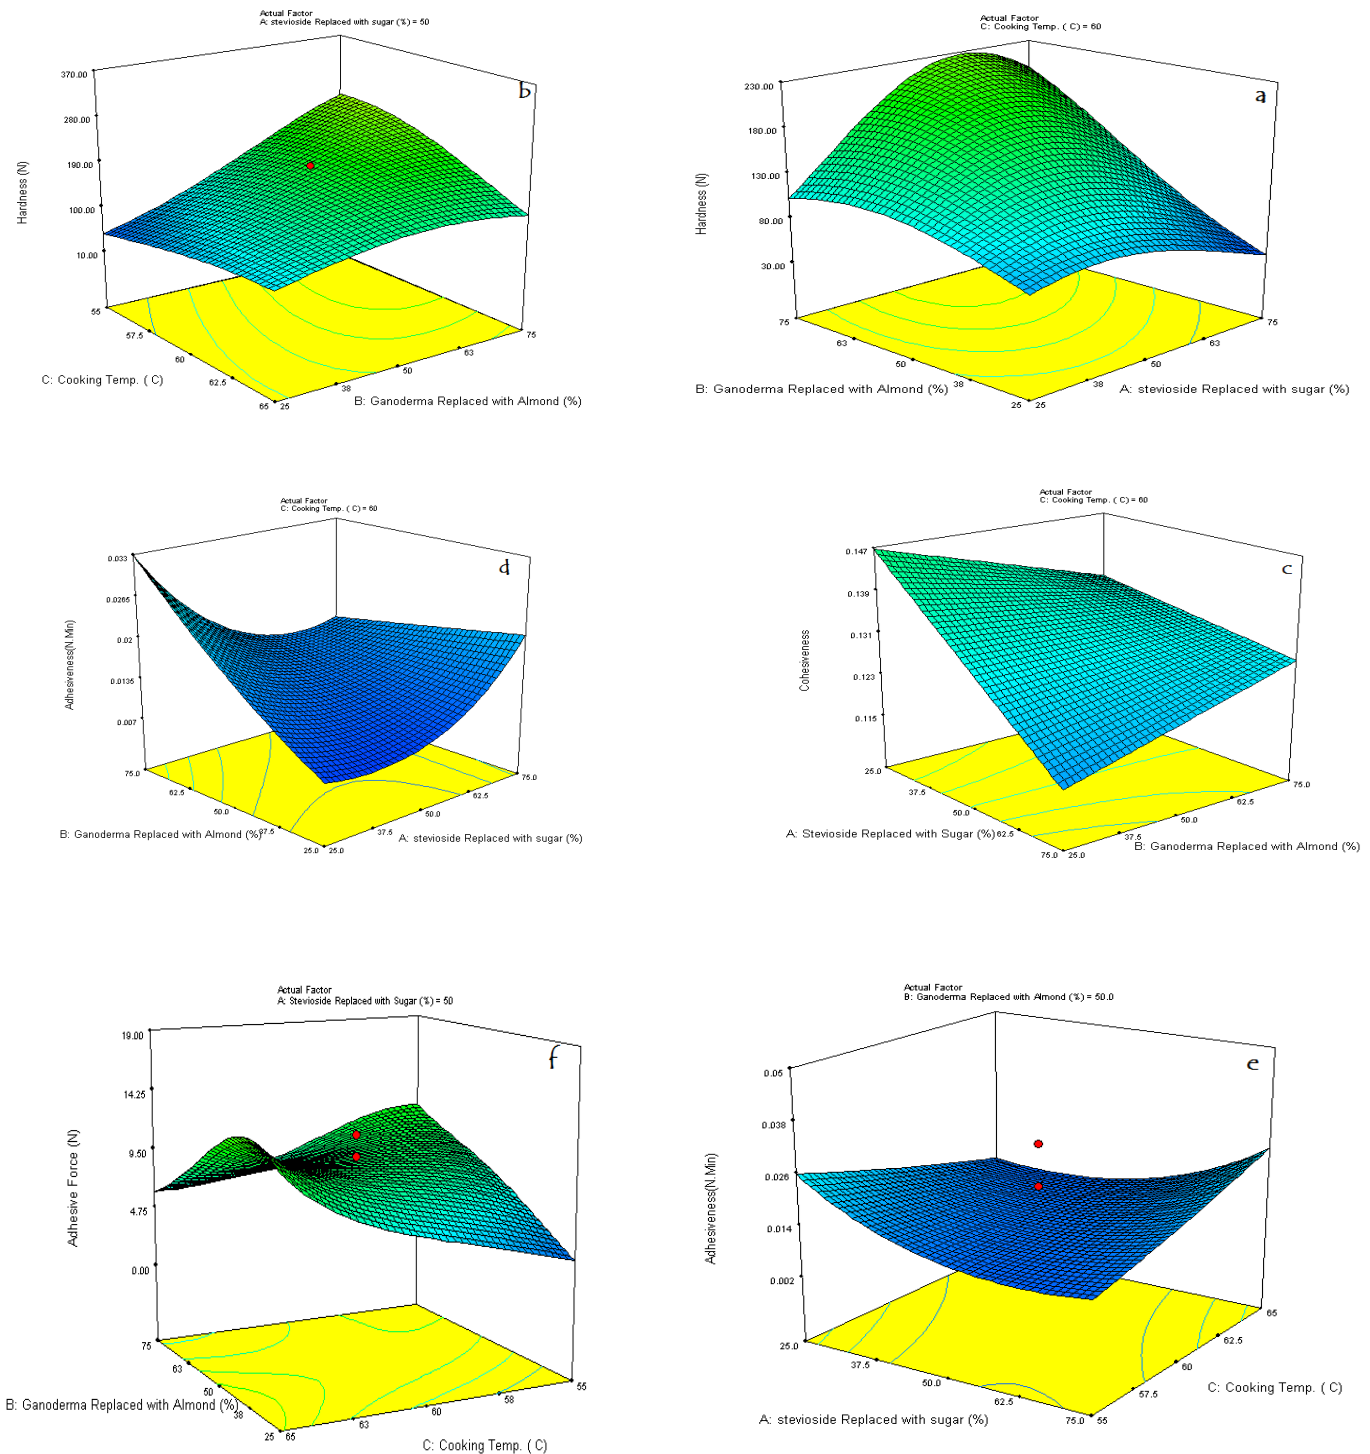 Actual Factor
A: stevioside Replaced with sugar (%) = 50
b
370.00
280.00
190.00
100.00
10.00
Hardness (N)
55
57.5
60
62.5
65
C: Cooking Temp. ( C)
25
38
50
63
75
B: Ganoderma Replaced with Almond (%)
Actual Factor
C: Cooking Temp. ( C) = 60
a
230.00
180.00
130.00
80.00
30.00
Hardness (N)
75
63
50
38
25
B: Ganoderma Replaced with Almond (%)
25
38
50
63
75
A: stevioside Replaced with sugar (%)
Actual Factor
C: Cooking Temp. ( C) = 60
d
0.033
0.0265
0.02
0.0135
0.007
Adhesiveness(N.Min)
75.0
62.5
50.0
37.5
25.0
B: Ganoderma Replaced with Almond (%)
25.0
37.5
50.0
62.5
75.0
A: stevioside Replaced with sugar (%)
Actual Factor
C: Cooking Temp. ( C) = 60
c
0.147
0.139
0.131
0.123
0.115
Cohesiveness
25.0
37.5
50.0
62.5
75.0
A: Stevioside Replaced with Sugar (%)
25.0
37.5
50.0
62.5
75.0
B: Ganoderma Replaced with Almond (%)
Actual Factor
A: Stevioside Replaced with Sugar (%) = 50
f
19.00
14.25
9.50
4.75
0.00
Adhesive Force (N)
75
63
50
38
25
B: Ganoderma Replaced with Almond (%)
65
63
60
58
55
C: Cooking Temp. ( C)
Actual Factor
B: Ganoderma Replaced with Almond (%) = 50.0
e
0.05
0.038
0.026
0.014
0.002
Adhesiveness(N.Min)
25.0
37.5
50.0
62.5
75.0
A: stevioside Replaced with sugar (%)
55
57.5
60
62.5
65
C: Cooking Temp. ( C)